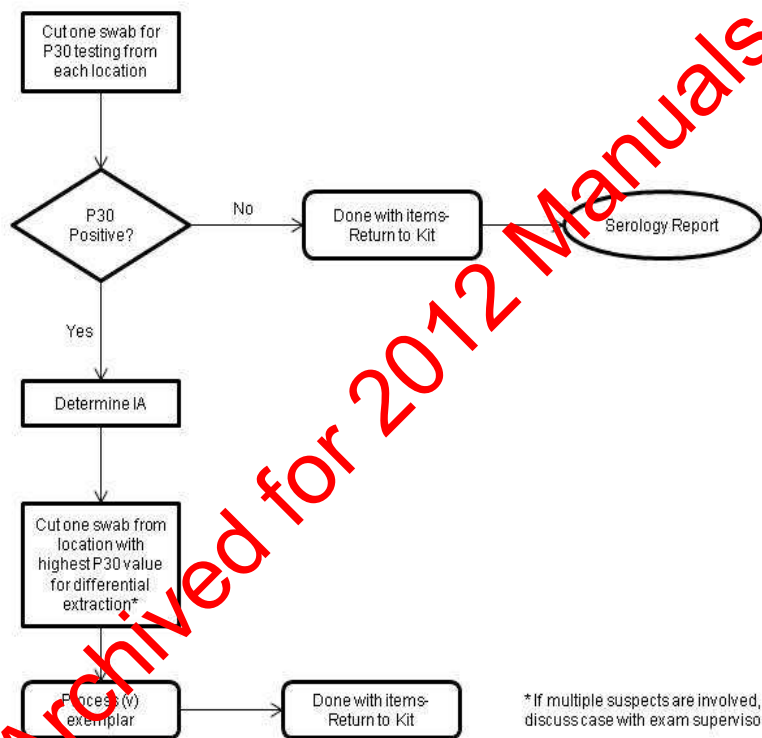 Cut one swab for
P30 testing from
each location
P30
Positive?
No
Done with items-
Return to Kit
Serology Report
Yes
Determine IA
Cut one swab from
location with
highest P30 value
for differential
extraction*
Process (v)
exemplar
Done with items-
Return to Kit
* If multiple suspects are involved,
discuss case with exam superviso
Archived for 2012 Manuals